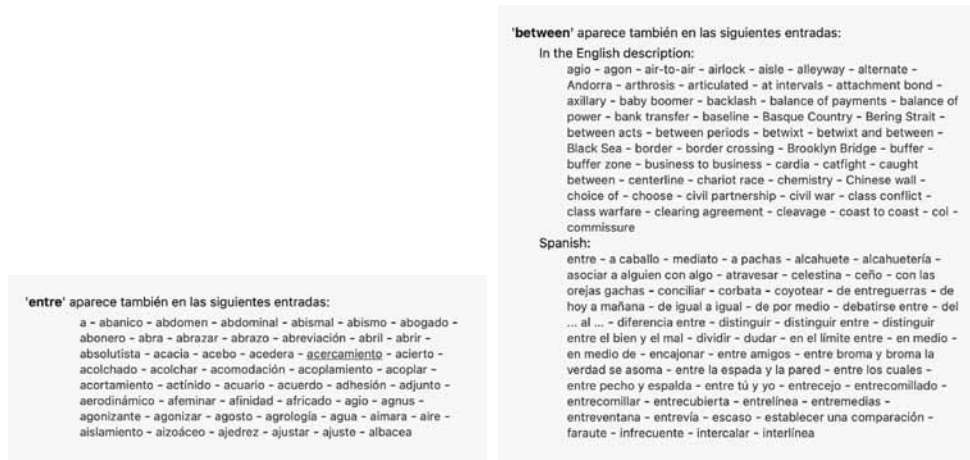 'entre' aparece también en las siguientes entradas:
a - abanico - abdomen - abdominal - abismal - abismo - abogado -
abonero - abra - abrazar - abrazo - abreviación - abril - abrir -
absolutista - acacia - acebo - acedera - acercamiento - acierto -
acolchado - acolchar - acomodación - acoplamiento - acoplar -
acortamiento - actínido - acuario - acuerdo - adhesión - adjunto -
aerodinámico - afeminar - afinidad - africado - agio - agnus -
agonizante - agonizar - agosto - agrología - agua - aimara - aire -
aislamiento - aizoáceo - ajedrez - ajustar - ajuste - albacea
'between' aparece también en las siguientes entradas:
In the English description:
agio - agon - air-to-air - airlock - aisle - alleyway - alternate -
Andorra - arthrosis - articulated - at intervals - attachment bond -
axillary - baby boomer - backlash - balance of payments - balance of
power - bank transfer - baseline - Basque Country - Bering Strait -
between acts - between periods - betwixt - betwixt and between -
Black Sea - border - border crossing - Brooklyn Bridge - buffer -
buffer zone - business to business - cardia - catfight - caught
between - centerline - chariot race - chemistry - Chinese wall -
choice of - choose - civil partnership - civil war - class conflict -
class warfare - clearing agreement - cleavage - coast to coast - col -
commissure
Spanish:
entre - a caballo - mediato - a pachas - alcahuete - alcahuetería -
asociar a alguien con algo - atravesar - celestina - ceño - con las
orejas gachas - conciliar - corbata - coyotear - de entreguerras - de
hoy a mañana - de igual a igual - de por medio - debatirse entre - del
... al ... - diferencia entre - distinguir - distinguir entre - distinguir
entre el bien y el mal - dividir - dudar - en el límite entre - en medio -
en medio de - encajonar - entre amigos - entre broma y broma la
verdad se asoma - entre la espada y la pared - entre los cuales -
entre pecho y espalda - entre tú y yo - entrecejo - entrecomillado -
entrecomillar - entrecubierta - entrelínea - entremedias -
entreventana - entrevía - escaso - establecer una comparación -
faraute - infrecuente - intercalar - interlínea